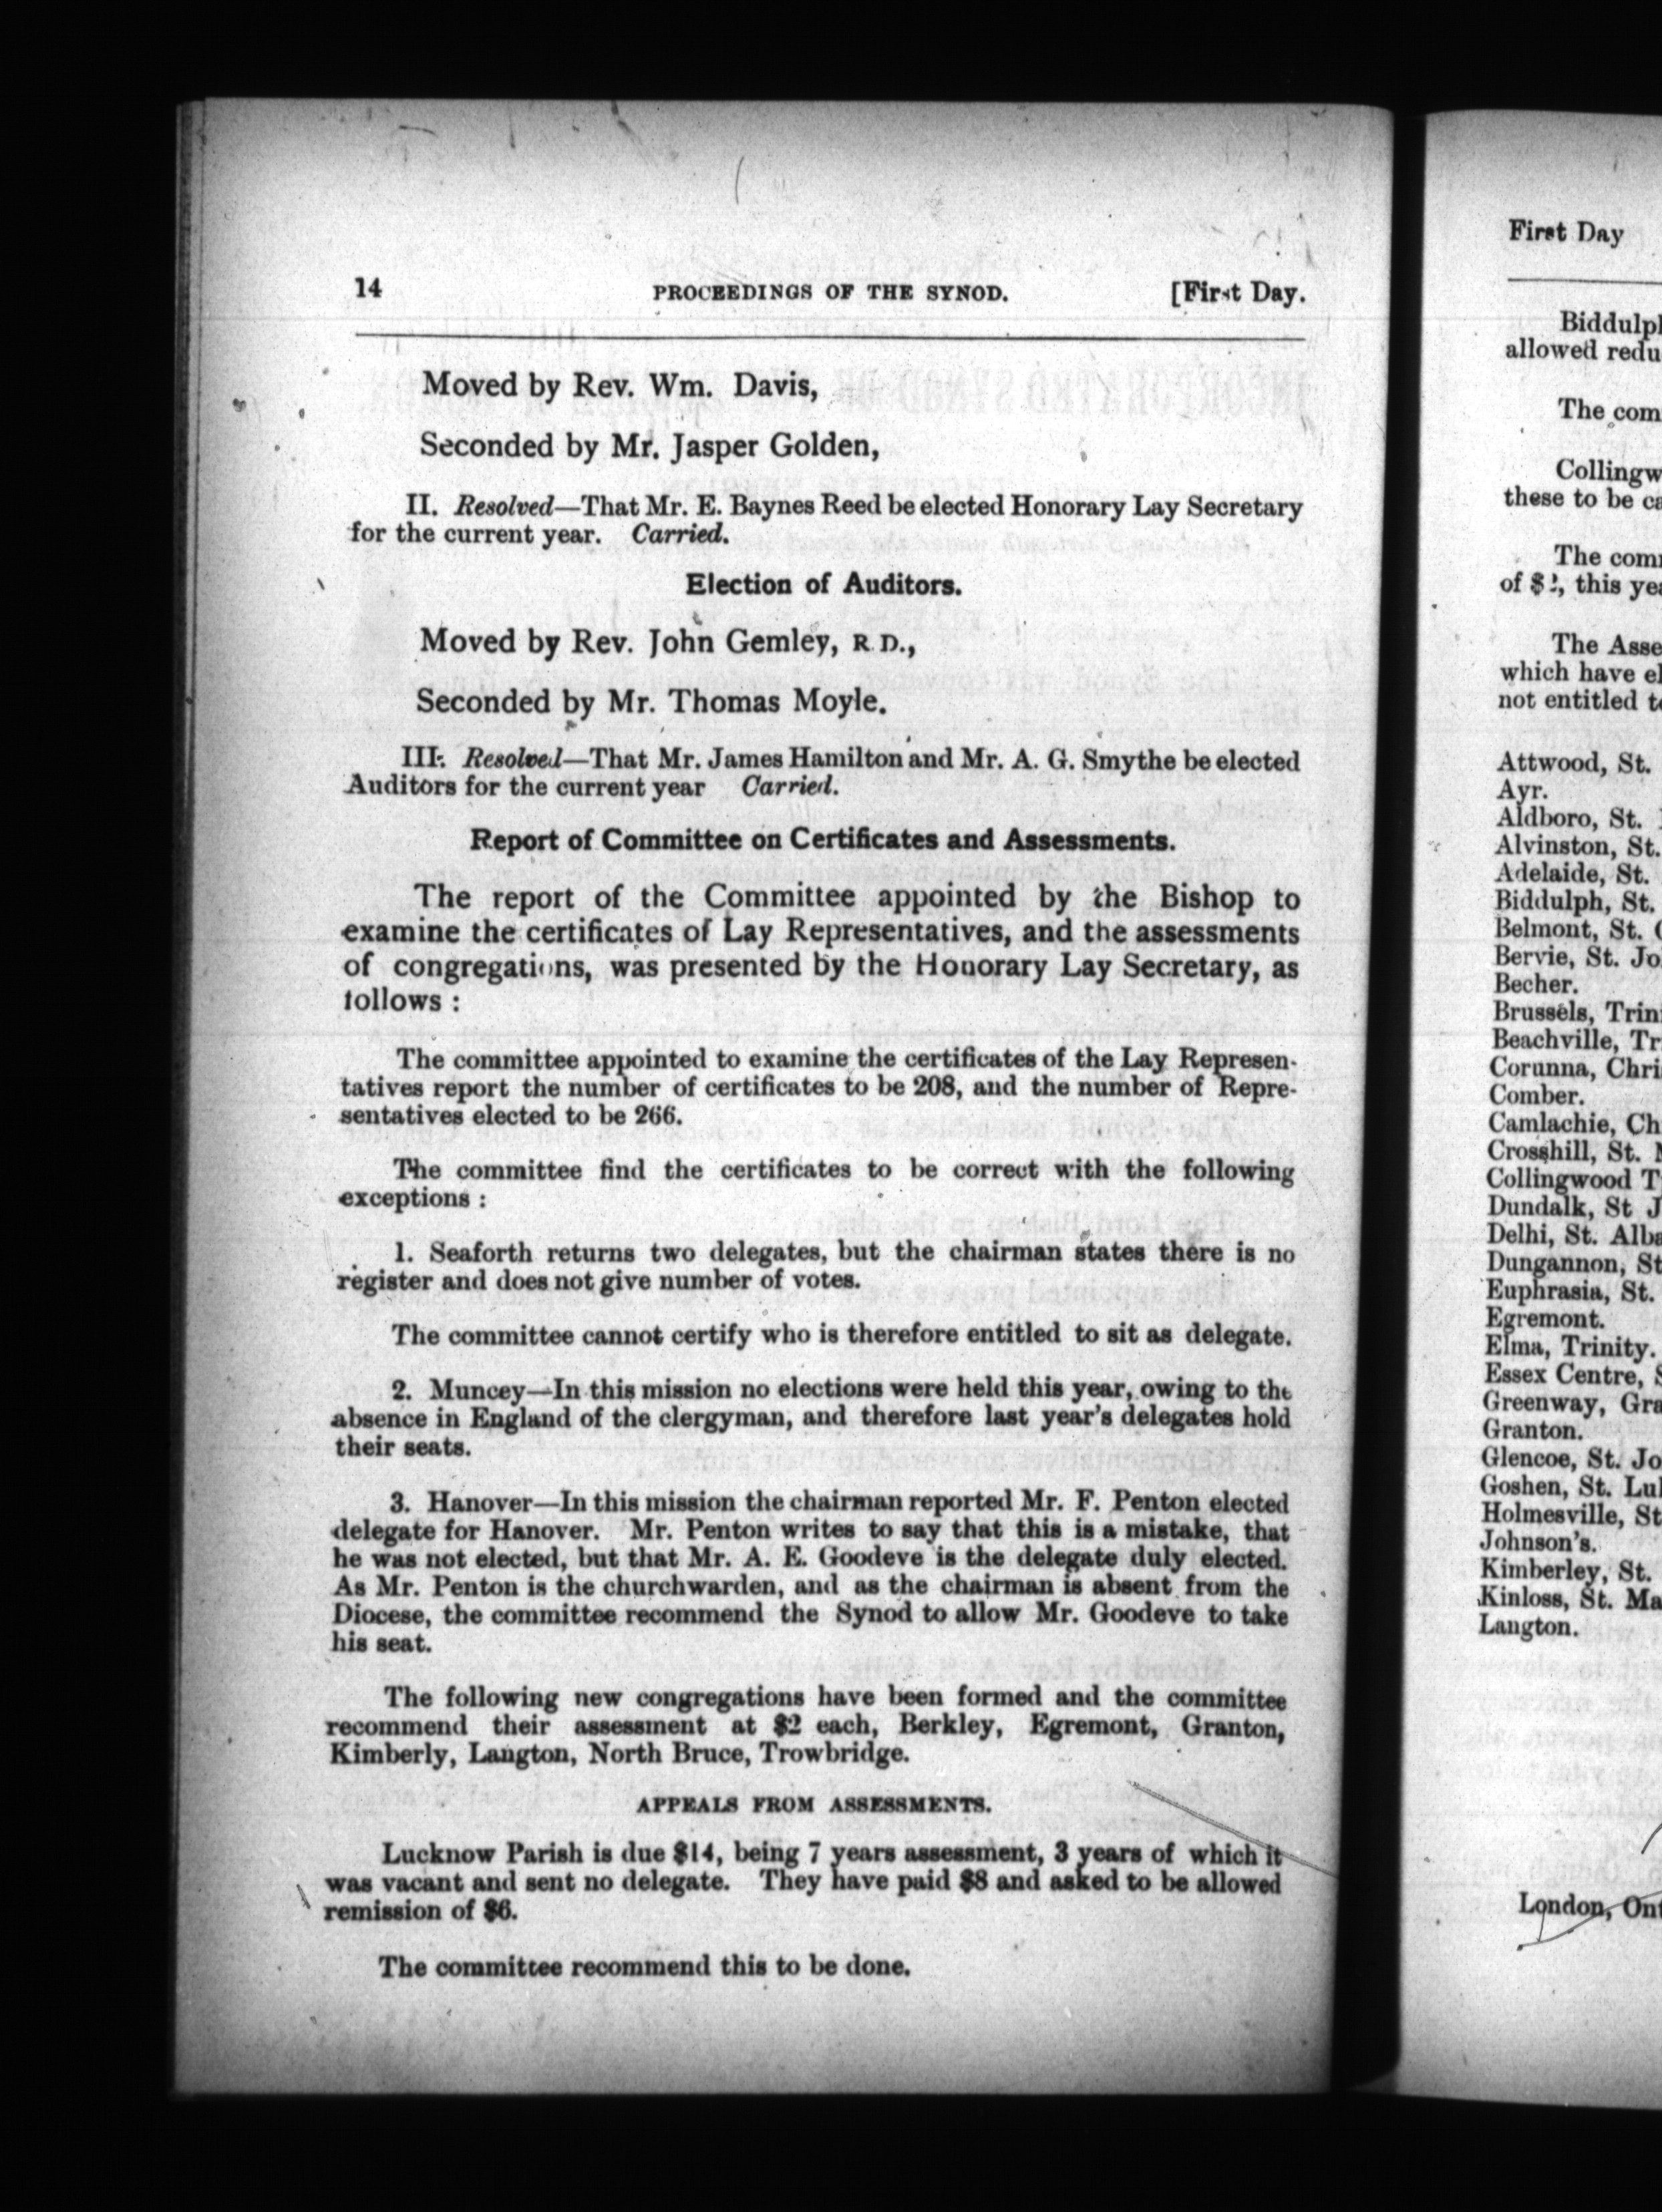 14 PROCEEDINGS OF THE SYNOD. [First Day.
Moved by Rev. Wm. Davis,
Seconded by Mr. Jasper Golden,
II. Resolved—That Mr. E. Baynes Reed be elected Honorary Lay Secretary
for the current year. Carried.
Election of Auditors.
Moved by Rev. John Gemley, R.D.,
Seconded by Mr. Thomas Moyle.
III. Resolved—That Mr. James Hamilton and Mr. A. G. Smythe be elected
Auditors for the current year Carried.
Report of Committee on Certificates and Assessments.
The report of the Committee appointed by the Bishop to
examine the certificates of Lay Representatives, and the assessments
of congregations, was presented by the Honorary Lay Secretary, as
follows :
The committee appointed to examine the certificates of the Lay Represen-
tatives report the number of certificates to be 208, and the number of Repre-
sentatives elected to be 266.
The committee find the certificates to be correct with the following
exceptions :
1. Seaforth returns two delegates, but the chairman states there is no
register and does not give number of votes.
The committee cannot certify who is therefore entitled to sit as delegate.
2. Muncey—In this mission no elections were held this year, owing to the
absence in England of the clergyman, and therefore last year's delegates hold
their seats.
3. Hanover—In this mission the chairman reported Mr. F. Penton elected
delegate for Hanover. Mr. Penton writes to say that this is a mistake, that
he was not elected, but that Mr. A. E. Goodeve is the delegate duly elected.
As Mr. Penton is the churchwarden, and as the chairman is absent from the
Diocese, the committee recommend the Synod to allow Mr. Goodeve to take
his seat.
The following new congregations have been formed and the committee
recommend their assessment at $2 each, Berkley, Egremont, Granton,
Kimberly, Langton, North Bruce, Trowbridge.
APPEALS FROM ASSESSMENTS.
Lucknow Parish is due $14, being 7 years assessment, 3 years of which it
was vacant and sent no delegate. They have paid $8 and asked to be allowed
remission of $6.
The committee recommend this to be done.
First Day
Biddulph
allowed redu
The com
Collingw
these to be ca
The comm
of $2, this yea
The Asse
which have el
not entitled to
Attwood, St.
Ayr.
Aldboro, St.
Alvinston, St.
Adelaide, St.
Biddulph, St.
Belmont, St.
Bervie, St. Jo
Becher.
Brussels, Trini
Beachville, Tr
Corunna, Chri
Comber.
Camlachie, Ch
Crosshill, St.
Collingwood T
Dundalk, St J
Delhi, St. Alba
Dungannon, St
Euphrasia, St.
Egremont.
Elma, Trinity.
Essex Centre, S
Greenway, Gra
Granton.
Glencoe, St. Jo
Goshen, St. Lul
Holmesville, St
Johnson's.
Kimberley, St.
Kinloss, St. Ma
Langton.
London, Ont